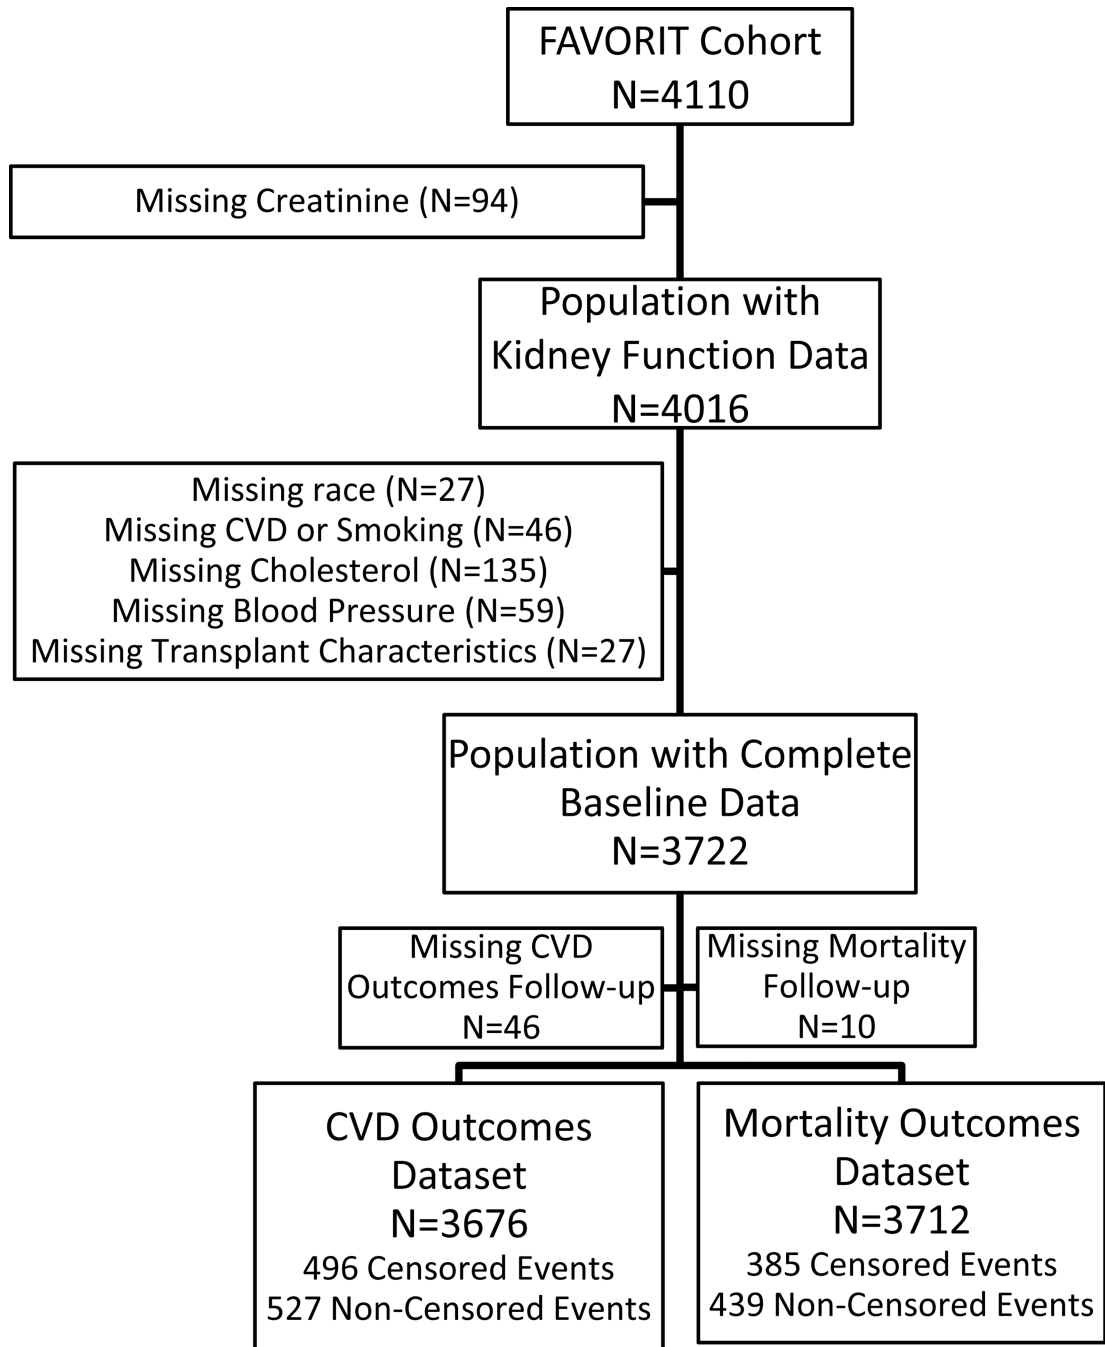 FAVORIT Cohort
N=4110
Missing Creatinine (N=94)
Population with
Kidney Function Data
N=4016
Missing race (N=27)
Missing CVD or Smoking (N=46)
Missing Cholesterol (N=135)
Missing Blood Pressure (N=59)
Missing Transplant Characteristics (N=27)
Population with Complete
Baseline Data
N=3722
Missing CVD
Outcomes Follow-up
N=46
Missing Mortality
Follow-up
N=10
CVD Outcomes
Dataset
N=3676
496 Censored Events
527 Non-Censored Events
Mortality Outcomes
Dataset
N=3712
385 Censored Events
439 Non-Censored Events